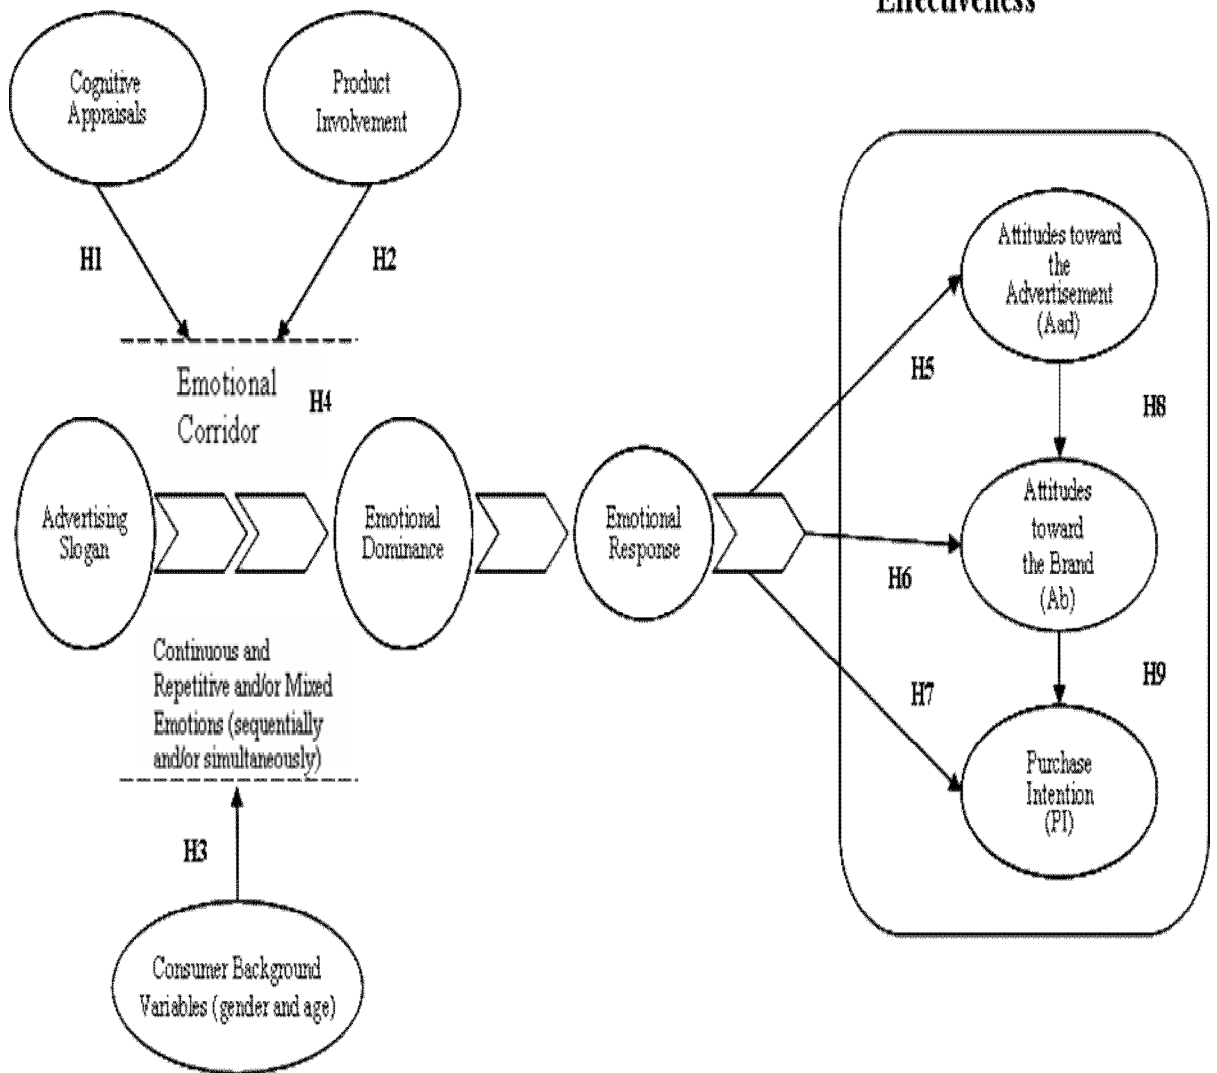 Effectiveness
Cognitive
Appraisals
Product
Involvement
H1
H2
Attitudes toward
the
Advertisement
(Aad)
Emotional
Corridor
H4
H5
H8
Advertising
Slogan
Emotional
Dominance
Emotional
Response
Attitudes
toward
the Brand
(Ab)
H6
Continuous and
Repetitive and/or Mixed
Emotions (sequentially
and/or simultaneously)
H7
H9
Purchase
Intention
(PI)
H3
Consumer Background
Variables (gender and age)